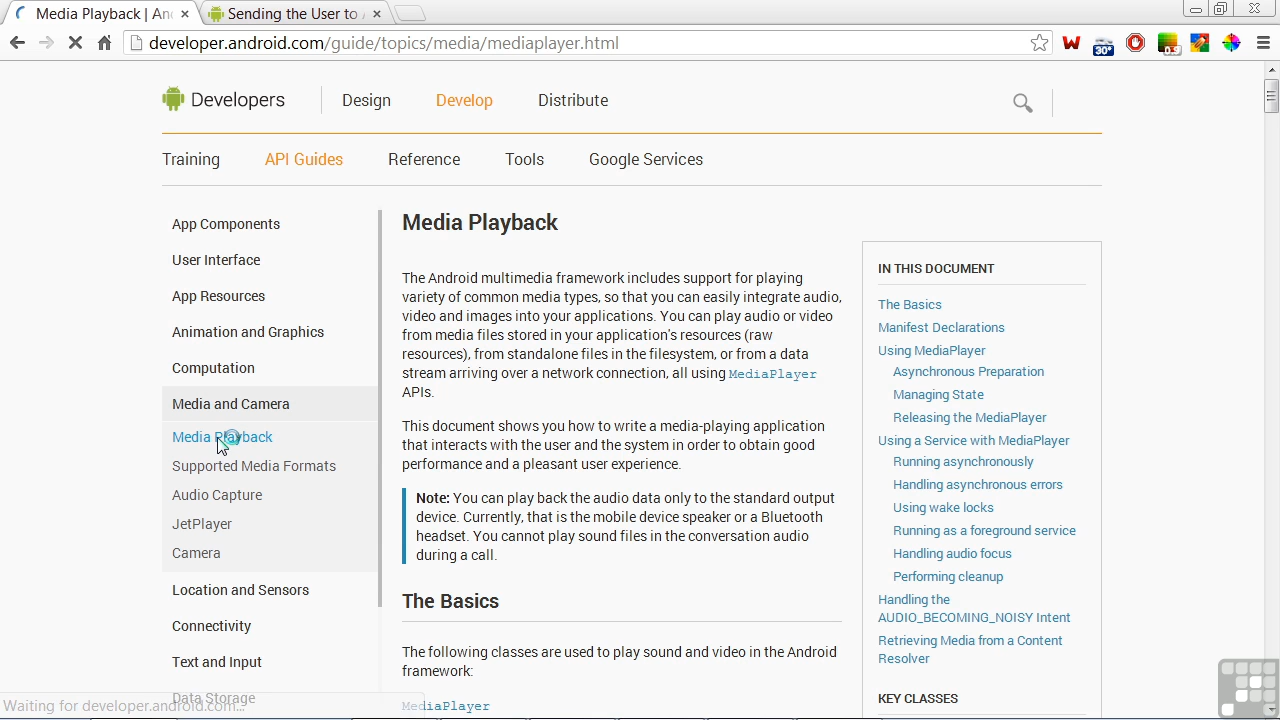 Media Playback | An
Sending the User to
developer.android.com/guide/topics/media/mediaplayer.html
W
30°
0.3
Developers
Design
Develop
Distribute
Training
API Guides
Reference
Tools
Google Services
App Components
User Interface
App Resources
Animation and Graphics
Computation
Media and Camera
Media Playback
Supported Media Formats
Audio Capture
JetPlayer
Camera
Location and Sensors
Connectivity
Text and Input
Data Storage
Media Playback
The Android multimedia framework includes support for playing
variety of common media types, so that you can easily integrate audio,
video and images into your applications. You can play audio or video
from media files stored in your application's resources (raw
resources), from standalone files in the filesystem, or from a data
stream arriving over a network connection, all using MediaPlayer
APIs.
This document shows you how to write a media-playing application
that interacts with the user and the system in order to obtain good
performance and a pleasant user experience.
Note: You can play back the audio data only to the standard output
device. Currently, that is the mobile device speaker or a Bluetooth
headset. You cannot play sound files in the conversation audio
during a call.
The Basics
The following classes are used to play sound and video in the Android
framework:
MediaPlayer
IN THIS DOCUMENT
The Basics
Manifest Declarations
Using MediaPlayer
Asynchronous Preparation
Managing State
Releasing the MediaPlayer
Using a Service with MediaPlayer
Running asynchronously
Handling asynchronous errors
Using wake locks
Running as a foreground service
Handling audio focus
Performing cleanup
Handling the
AUDIO_BECOMING_NOISY Intent
Retrieving Media from a Content
Resolver
KEY CLASSES
Waiting for developer.android.com...